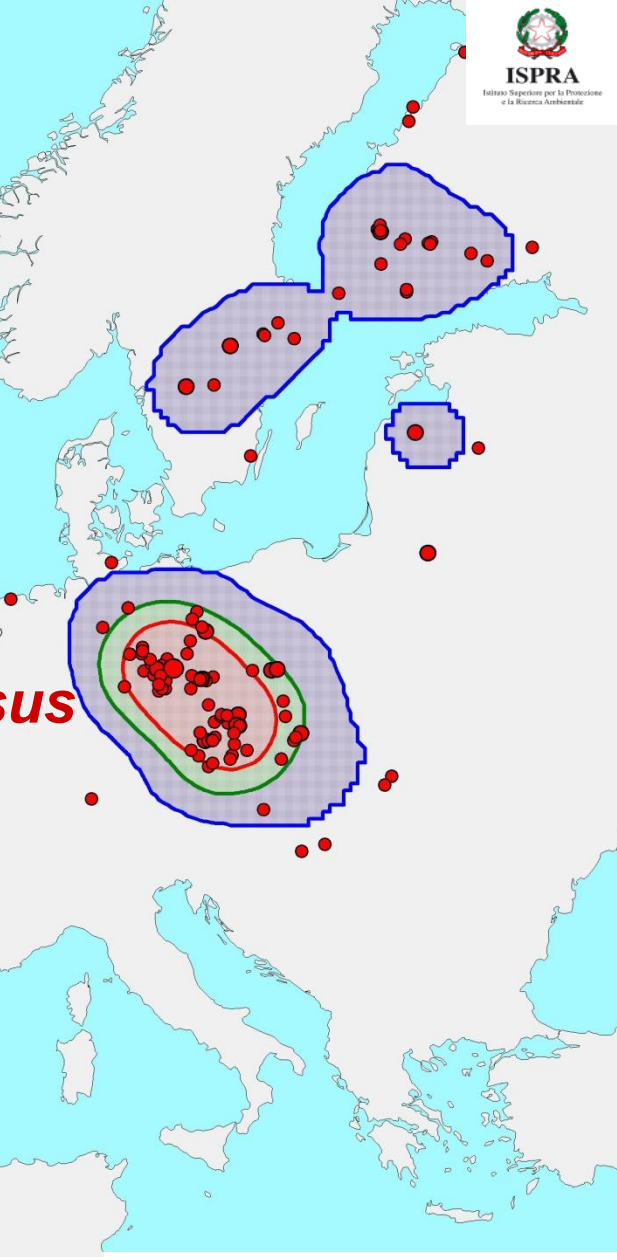 ISPRA
Istituto Superiore per la Protezione
e la Ricerca Ambientale
sus